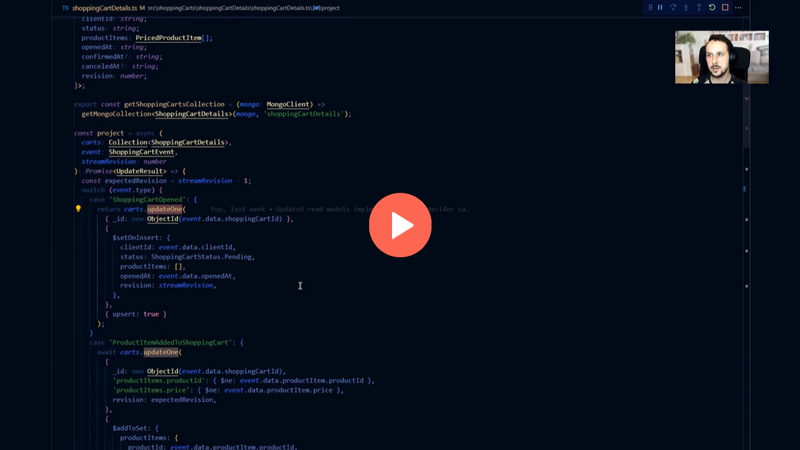 TS shoppingCartDetails.ts M src\shoppingCarts\shoppingCartDetails\shoppingCartDetails.ts\project
clientId: string;
status: string;
productItems: PricedProductItem[];
openedAt: string;
confirmedAt?: string;
canceledAt?: string;
revision: number;
}>;
export const getShoppingCartsCollection = (mongo: MongoClient) =>
getMongoCollection<ShoppingCartDetails>(mongo, 'shoppingCartDetails');
const project = async (
carts: Collection<ShoppingCartDetails>,
event: ShoppingCartEvent,
streamRevision: number
): Promise<UpdateResult> => {
const expectedRevision = streamRevision - 1;
switch (event.type) {
case 'ShoppingCartOpened': {
return carts.updateOne( You, last week • Updated read models
{ _id: new ObjectId(event.data.shoppingCartId) },
{
$setOnInsert: {
clientId: event.data.clientId,
status: ShoppingCartStatus.Pending,
productItems: [],
openedAt: event.data.openedAt,
revision: streamRevision,
},
},
{ upsert: true }
);
}
case 'ProductItemAddedToShoppingCart': {
await carts.updateOne(
{
_id: new ObjectId(event.data.shoppingCartId),
'productItems.productId': { $ne: event.data.productItem.productId },
'productItems.price': { $ne: event.data.productItem.price },
revision: expectedRevision,
},
{
$addToSet: {
productItems: {
productId: event.data.productItem.productId,